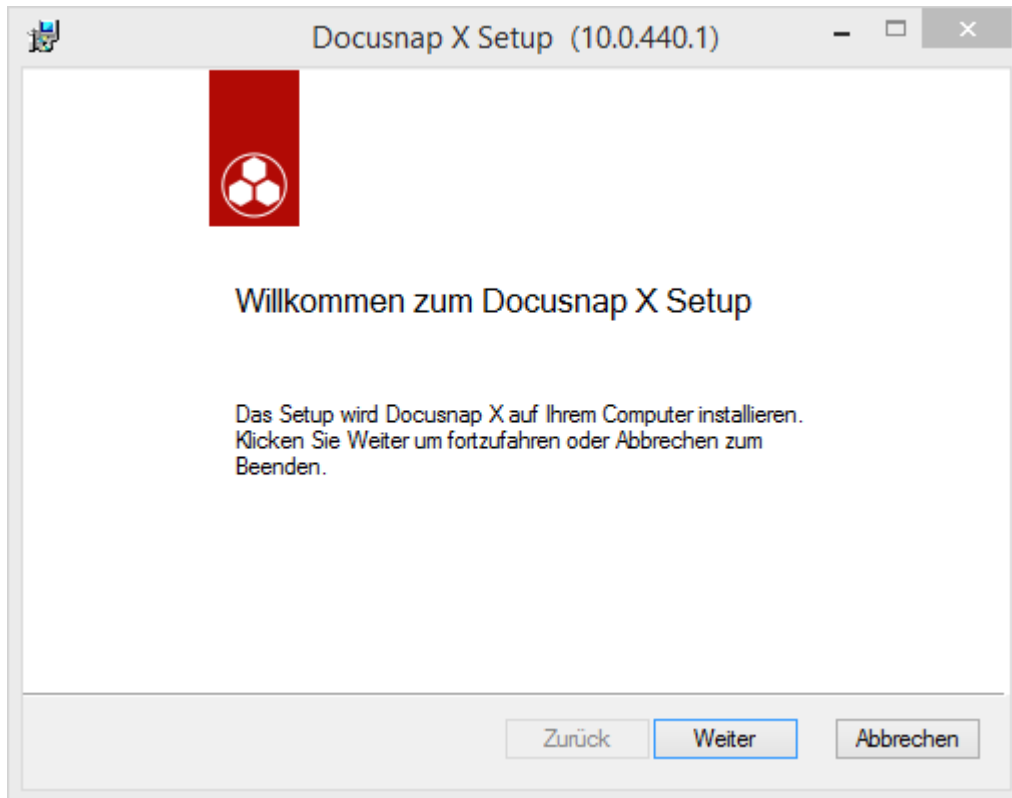 Docusnap X Setup (10.0.440.1)
Willkommen zum Docusnap X Setup
Das Setup wird Docusnap X auf Ihrem Computer installieren.
Klicken Sie Weiter um fortzufahren oder Abbrechen zum
Beenden.
Zurück
Weiter
Abbrechen